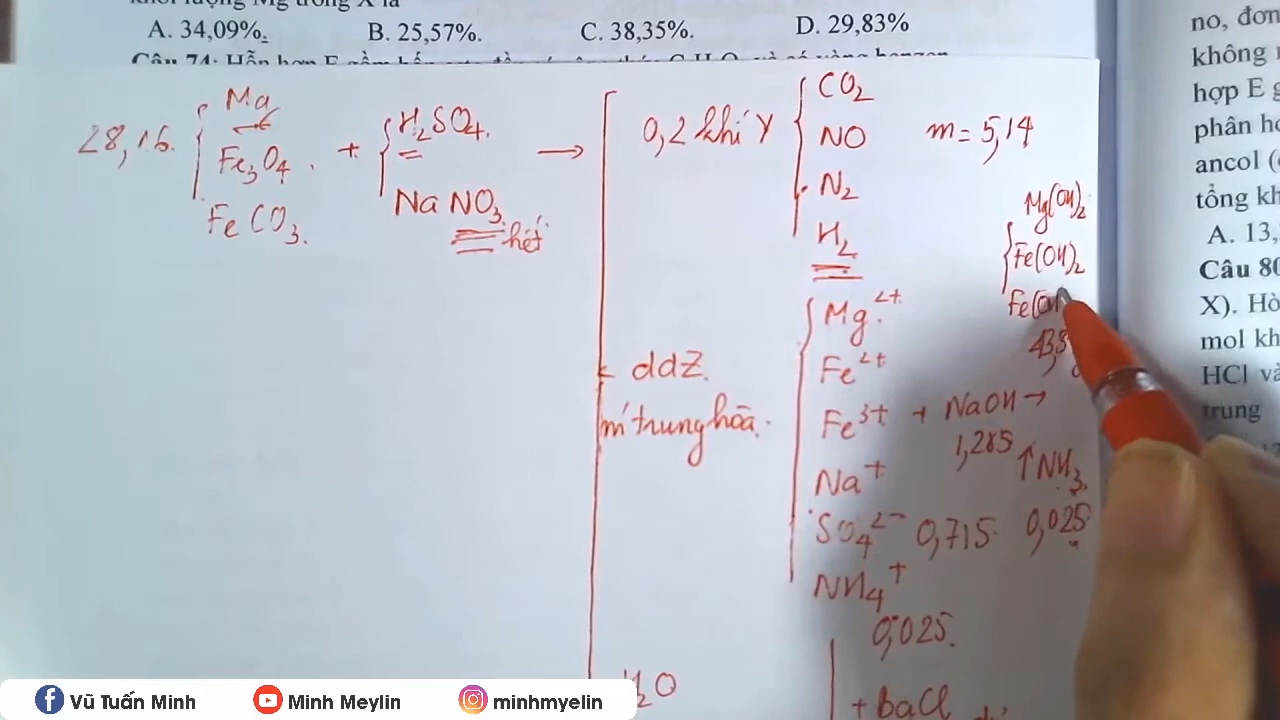 A. 34,09%. B. 25,57%. C. 38,35%. D. 29,83%
28,16. Mg Fe3O4. FeCO3. + H2SO4. NaNO3. hết
→ 0,2 khí Y CO2 NO N2 H2 m = 5,14
ddZ.
trung hòa.
Mg2+
Fe2+
Fe3+ + NaOH →
1,285 ↑NH3.
Na+
SO42- 0,715 0,025
NH4+
0,025.
Mg(OH)2
Fe(OH)2
+ BaCl
no, đơn
không
hợp E g
phân h
ancol (
tổng kh
A. 13,
Câu 80
X). Hò
mol kh
HCl và
trung
Vũ Tuấn Minh Minh Meylin minhmyelin